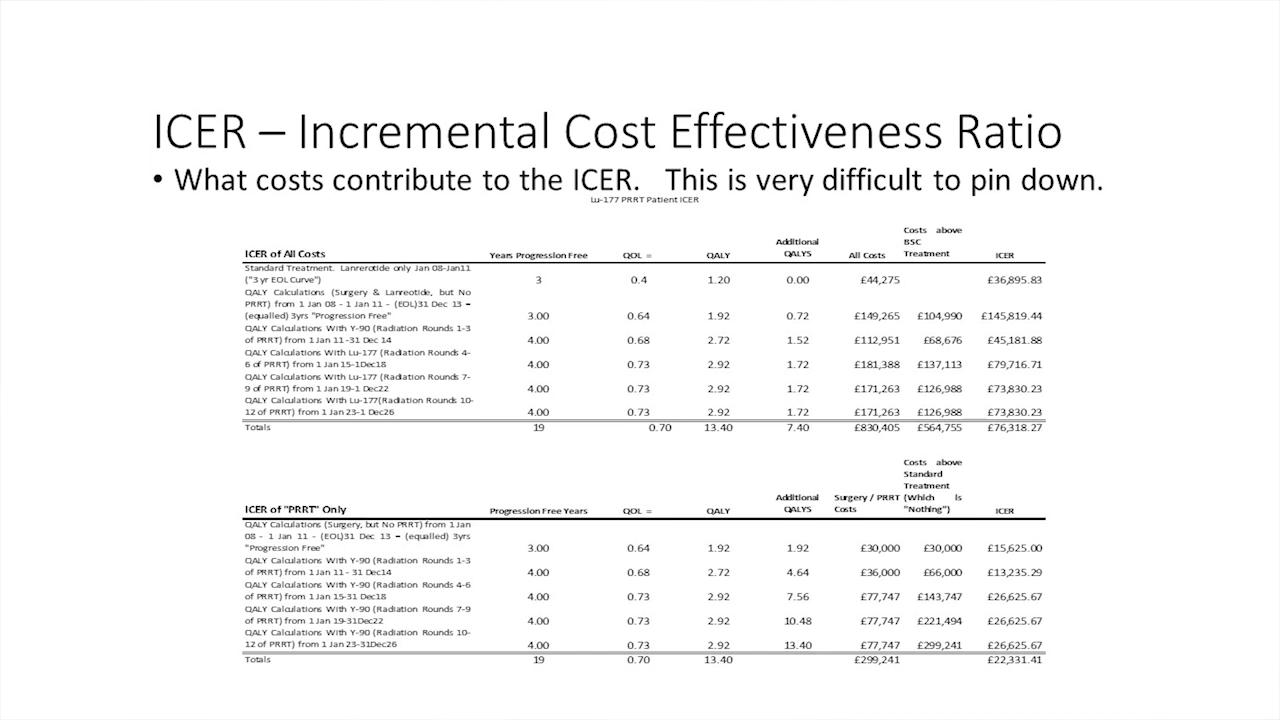 ICER – Incremental Cost Effectiveness Ratio
• What costs contribute to the ICER. This is very difficult to pin down.
Lu-177 PRRT Patient ICER
ICER of All Costs Years Progression Free QOL = QALY Additional QALYS All Costs Costs above BSC Treatment ICER
Standard Treatment. Lanrerotide only Jan 08-Jan11
("3 yr EOL Curve") 3 0.4 1.20 0.00 £44,275 £36,895.83
QALY Calculations (Surgery & Lanreotide, but No
PRRT) from 1 Jan 08 - 1 Jan 11 - (EOL)31 Dec 13 =
(equalled) 3yrs "Progression Free" 3.00 0.64 1.92 0.72 £149,265 £104,990 £145,819.44
QALY Calculations With Y-90 (Radiation Rounds 1-3
of PRRT) from 1 Jan 11 -31 Dec 14 4.00 0.68 2.72 1.52 £112,951 £68,676 £45,181.88
QALY Calculations With Lu-177 (Radiation Rounds 4-
6 of PRRT) from 1 Jan 15-1Dec18 4.00 0.73 2.92 1.72 £181,388 £137,113 £79,716.71
QALY Calculations With Lu-177 (Radiation Rounds 7-
9 of PRRT) from 1 Jan 19-1 Dec22 4.00 0.73 2.92 1.72 £171,263 £126,988 £73,830.23
QALY Calculations With Lu-177(Radiation Rounds 10-
12 of PRRT) from 1 Jan 23-1 Dec26 4.00 0.73 2.92 1.72 £171,263 £126,988 £73,830.23
Totals 19 0.70 13.40 7.40 £830,405 £564,755 £76,318.27
ICER of "PRRT" Only Progression Free Years QOL = QALY Additional QALYS Surgery / PRRT Costs Costs above Standard Treatment (Which is "Nothing") ICER
QALY Calculations (Surgery, but No PRRT) from 1 Jan
08 - 1 Jan 11 - (EOL)31 Dec 13 = (equalled) 3yrs
"Progression Free" 3.00 0.64 1.92 1.92 £30,000 £30,000 £15,625.00
QALY Calculations With Y-90 (Radiation Rounds 1-3
of PRRT) from 1 Jan 11 - 31 Dec14 4.00 0.68 2.72 4.64 £36,000 £66,000 £13,235.29
QALY Calculations With Y-90 (Radiation Rounds 4-6
of PRRT) from 1 Jan 15-31 Dec18 4.00 0.73 2.92 7.56 £77,747 £143,747 £26,625.67
QALY Calculations With Y-90 (Radiation Rounds 7-9
of PRRT) from 1 Jan 19-31Dec22 4.00 0.73 2.92 10.48 £77,747 £221,494 £26,625.67
QALY Calculations With Y-90 (Radiation Rounds 10-
12 of PRRT) from 1 Jan 23-31Dec26 4.00 0.73 2.92 13.40 £77,747 £299,241 £26,625.67
Totals 19 0.70 13.40 £299,241 £22,331.41